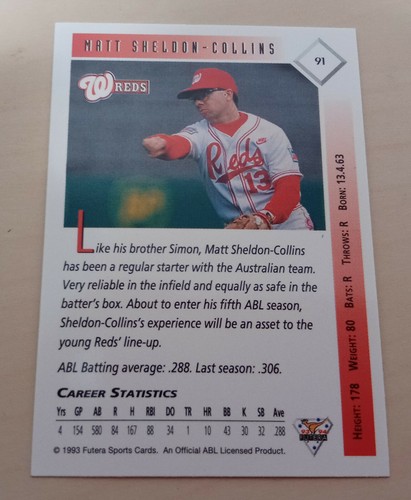 MATT SHELDON-COLLINS
91
W REDS
Reds
13
Like his brother Simon, Matt Sheldon-Collins
has been a regular starter with the Australian team.
Very reliable in the infield and equally as safe in the
batter's box. About to enter his fifth ABL season,
Sheldon-Collins's experience will be an asset to the
young Reds' line-up.
ABL Batting average: .288. Last season: .306.
CAREER STATISTICS
Yrs GP AB R H RBI DO TR HR BB K SB Ave
4 154 580 84 167 88 34 1 10 43 30 32 288
© 1993 Futera Sports Cards. An Official ABL Licensed Product.
HEIGHT: 178 WEIGHT: 80 BATS: R THROWS: R BORN: 13.4.63
FUTERA